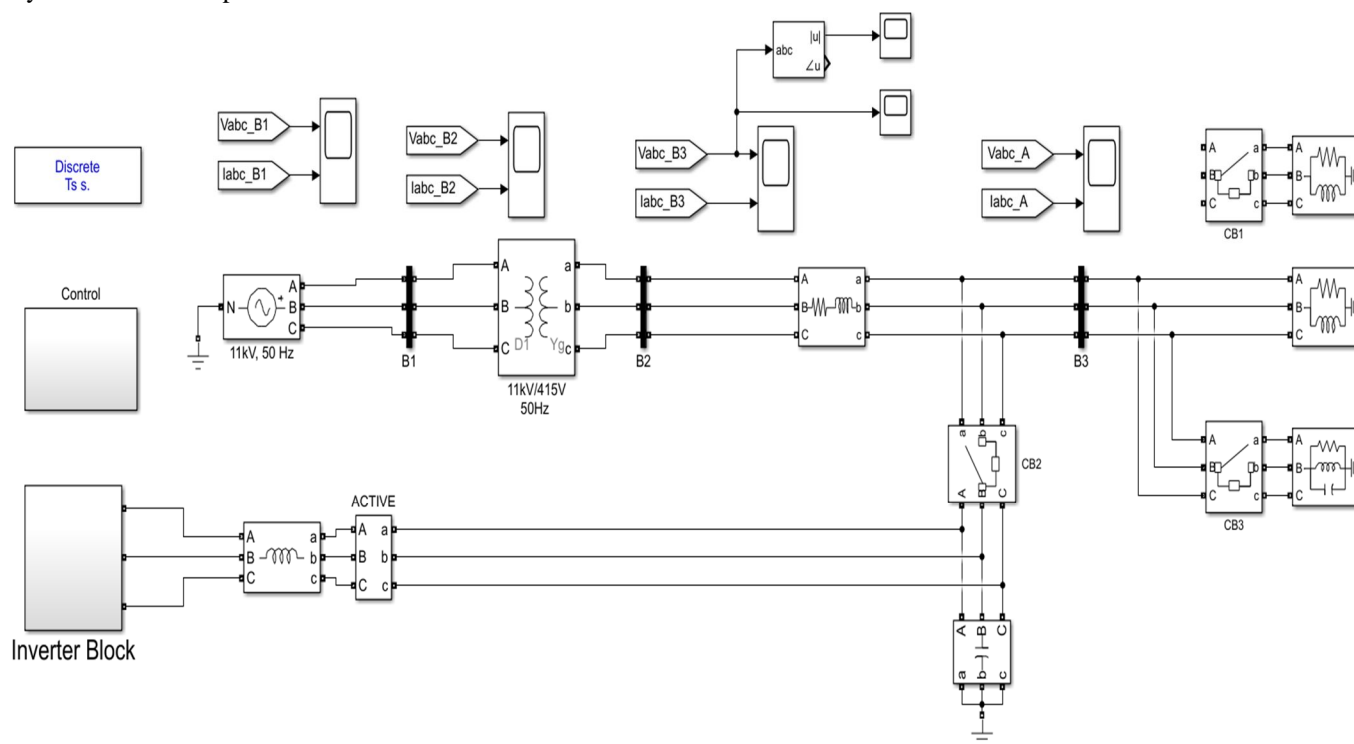 |u|
abc
∠u
Vabc_B1
Iabc_B1
Vabc_B2
Iabc_B2
Vabc_B3
Iabc_B3
Vabc_A
Iabc_A
Discrete
Ts s.
A a
B b
C c
CB1
A
B
C
Control
N
A
B
C
11kV, 50 Hz
B1
A a
B b
C c
D1 Yg
11kV/415V
50Hz
B2
A a
B b
C c
B3
A
B
C
a b c
A B C
CB2
A a
B b
C c
CB3
A
B
C
Inverter Block
A a
B b
C c
ACTIVE
A a
B b
C c
A B C
a b c